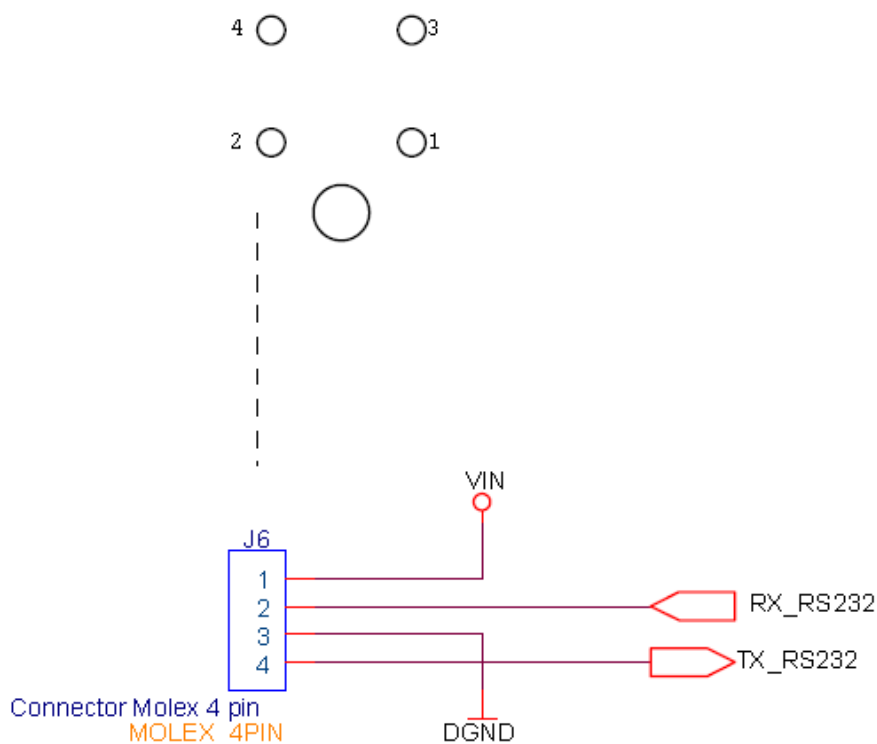 4 3
2 1
VIN
J6
1
2 RX_RS232
3
4 TX_RS232
Connector Molex 4 pin
MOLEX 4PIN DGND